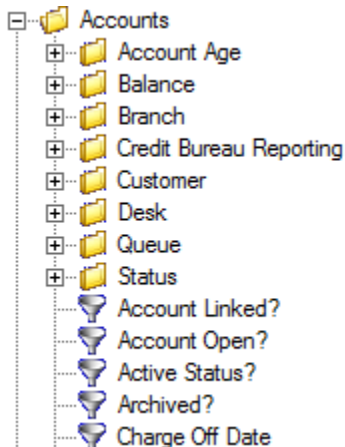 Accounts
Account Age
Balance
Branch
Credit Bureau Reporting
Customer
Desk
Queue
Status
Account Linked?
Account Open?
Active Status?
Archived?
Charge Off Date